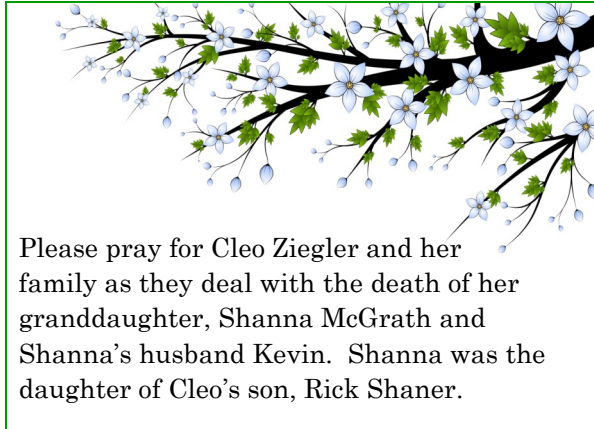 Please pray for Cleo Ziegler and her
family as they deal with the death of her
granddaughter, Shanna McGrath and
Shanna’s husband Kevin.  Shanna was the
daughter of Cleo’s son, Rick Shaner.